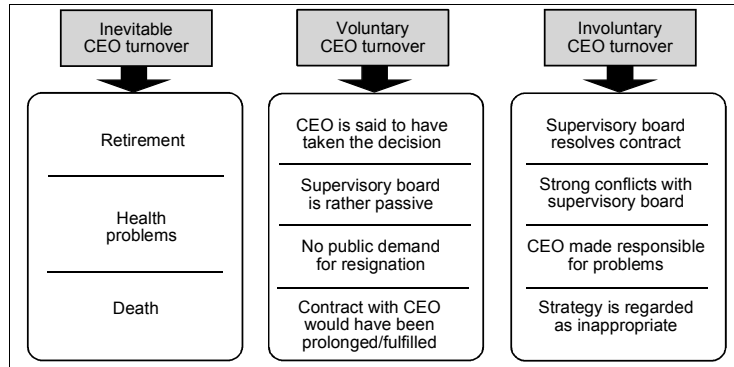 Inevitable
CEO turnover
Retirement
Health
problems
Death
Voluntary
CEO turnover
CEO is said to have
taken the decision
Supervisory board
is rather passive
No public demand
for resignation
Contract with CEO
would have been
prolonged/fulfilled
Involuntary
CEO turnover
Supervisory board
resolves contract
Strong conflicts with
supervisory board
CEO made responsible
for problems
Strategy is regarded
as inappropriate